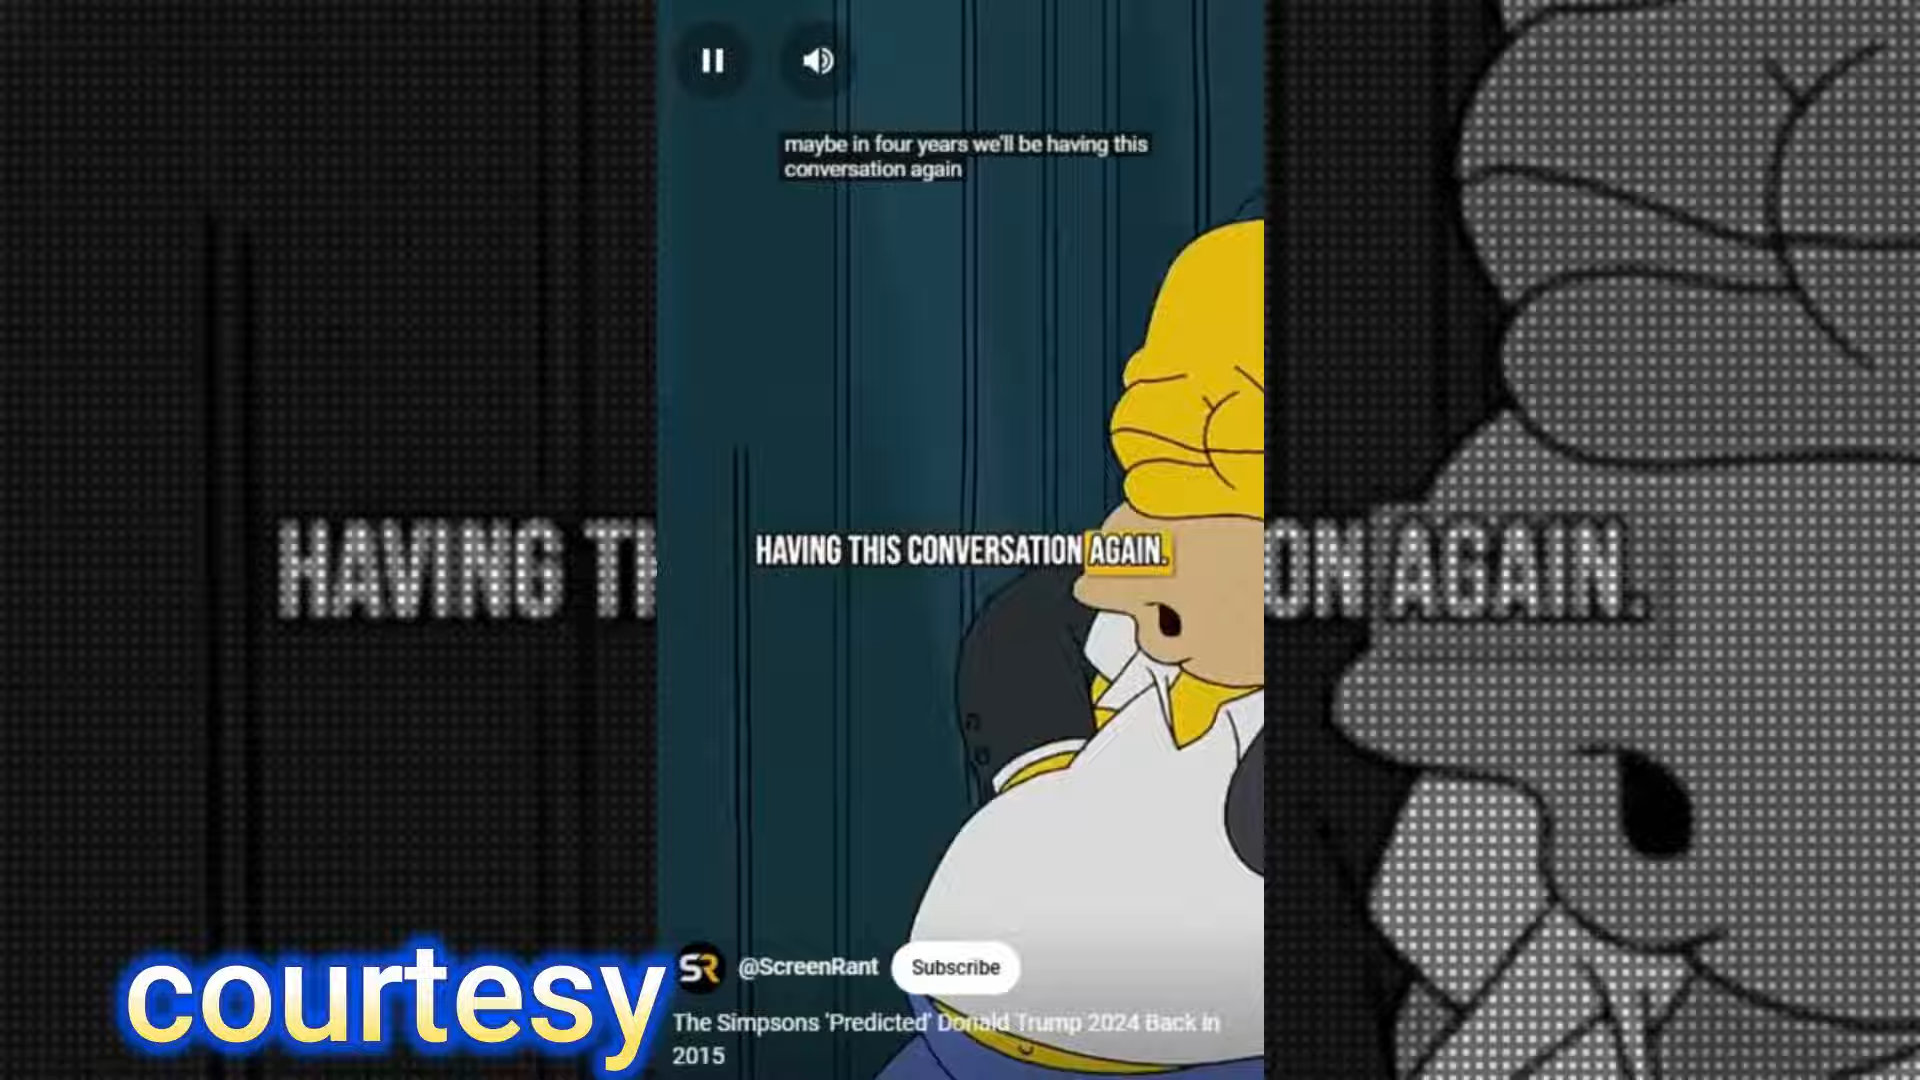 maybe in four years we'll be having this
conversation again
HAVING THIS CONVERSATION AGAIN.
HAVING TH
ON AGAIN.
courtesy
SR @ScreenRant Subscribe
The Simpsons 'Predicted' Donald Trump 2024 Back in
2015